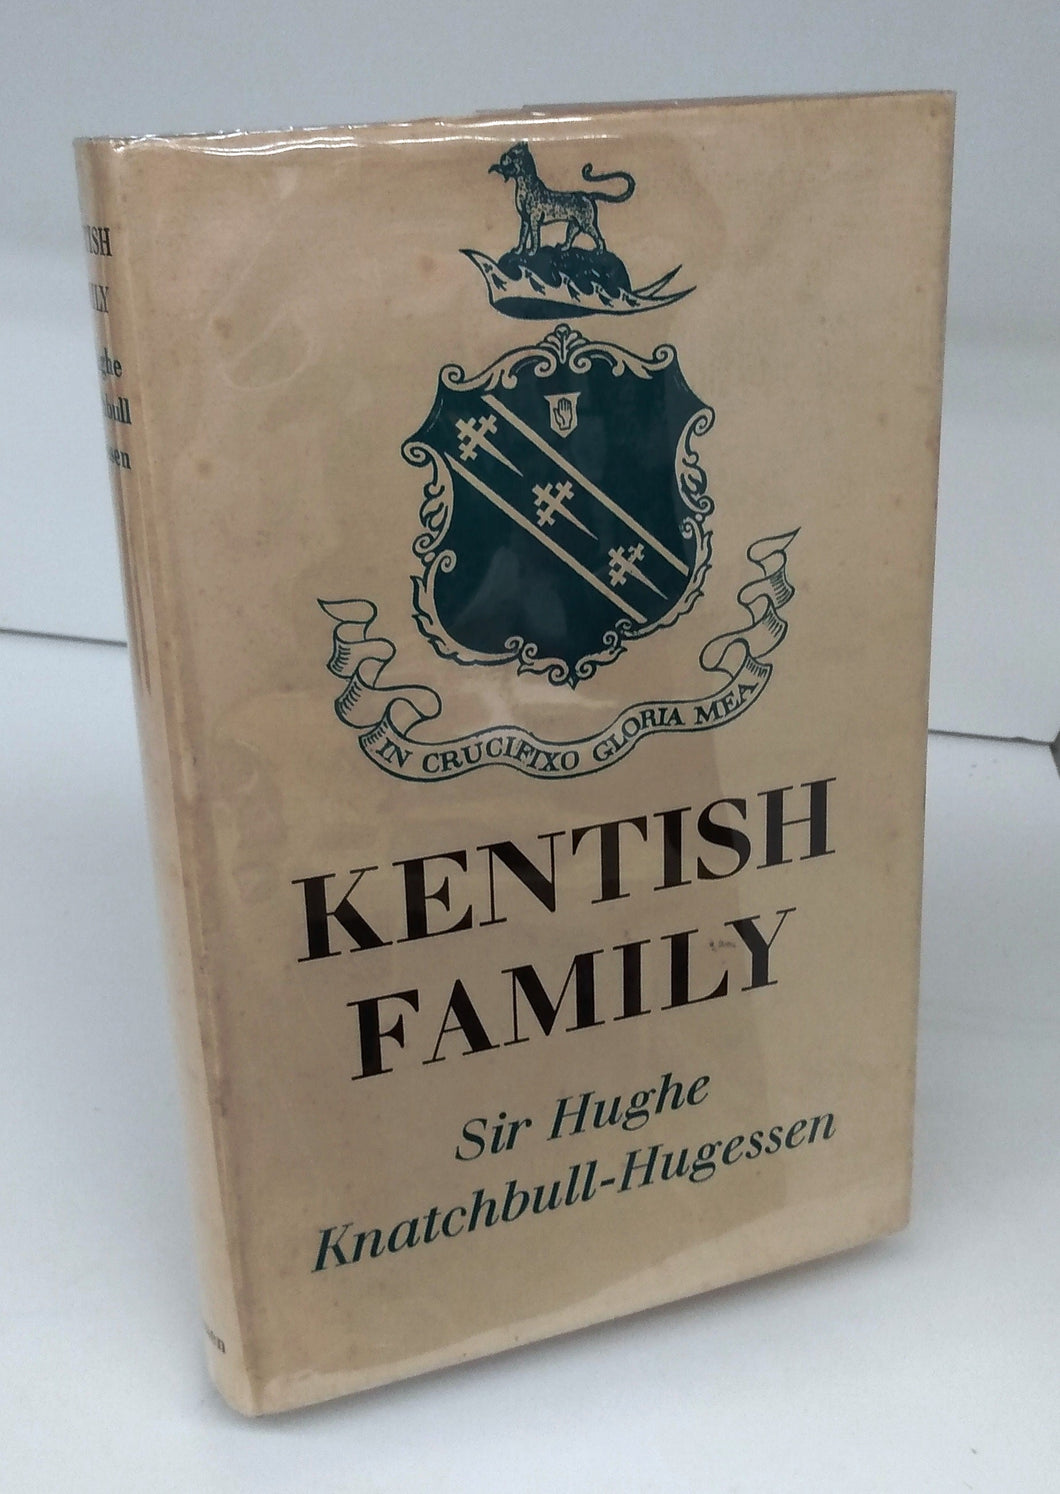 IN CRUCIFIXO GLORIA MEA
KENTISH
FAMILY
Sir Hughe
Knatchbull-Hugessen